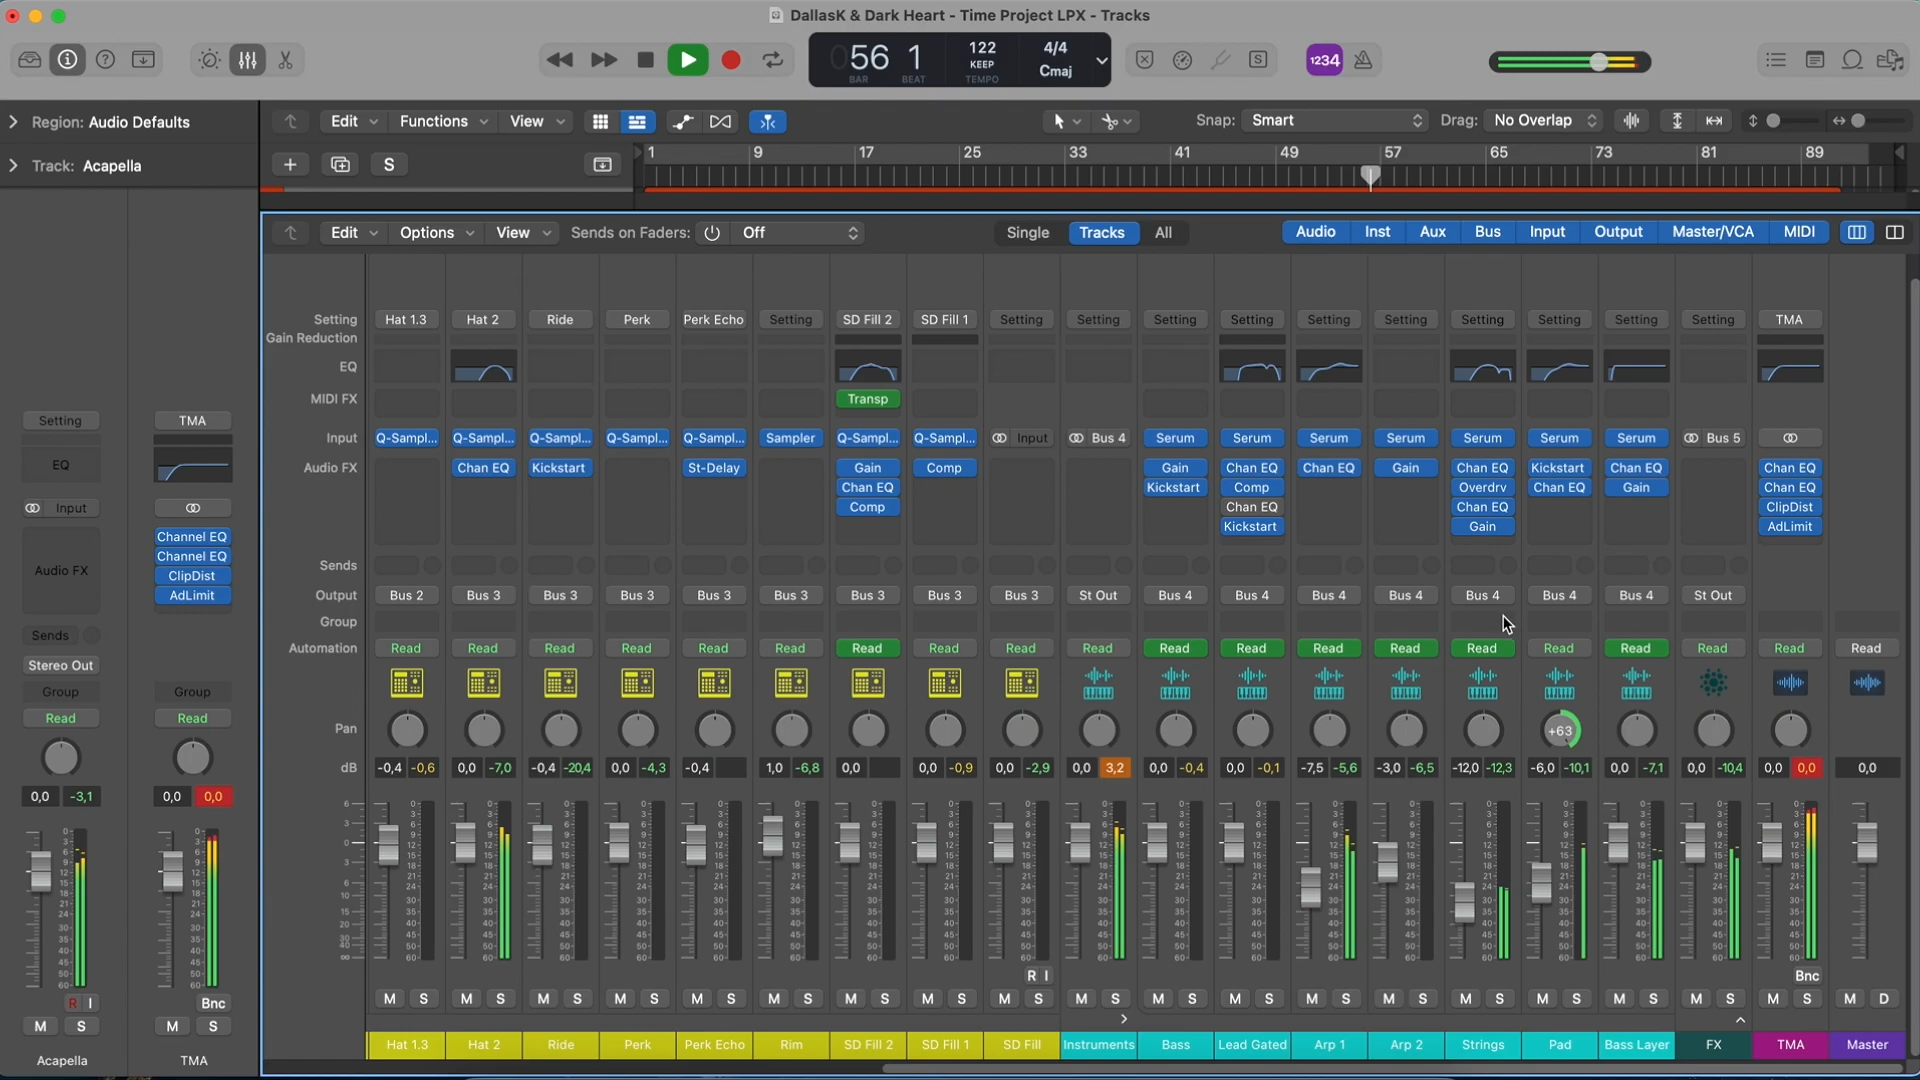 DallasK & Dark Heart - Time Project LPX - Tracks
056 1 122 KEEP 4/4 Cmaj 1234
BAR BEAT TEMPO
Region: Audio Defaults
Edit Functions View Snap: Smart Drag: No Overlap
Track: Acapella
S 1 9 17 25 33 41 49 57 65 73 81 89
Edit Options View Sends on Faders: Off Single Tracks All Audio Inst Aux Bus Input Output Master/VCA MIDI
Setting Hat 1.3 Hat 2 Ride Perk Perk Echo Setting SD Fill 2 SD Fill 1 Setting Setting Setting Setting Setting Setting Setting Setting Setting Setting TMA
Gain Reduction
EQ
MIDI FX Transp
Input Q-Sampl... Q-Sampl... Q-Sampl... Q-Sampl... Q-Sampl... Sampler Q-Sampl... Q-Sampl... Input Bus 4 Serum Serum Serum Serum Serum Serum Serum Bus 5
Audio FX Chan EQ Kickstart St-Delay Gain Comp Gain Chan EQ Chan EQ Gain Chan EQ Kickstart Chan EQ Chan EQ
Chan EQ Kickstart Comp Overdrv Chan EQ Gain Chan EQ
Comp Chan EQ Chan EQ ClipDist
Kickstart Gain AdLimit
Sends
Output Bus 2 Bus 3 Bus 3 Bus 3 Bus 3 Bus 3 Bus 3 Bus 3 Bus 3 St Out Bus 4 Bus 4 Bus 4 Bus 4 Bus 4 Bus 4 Bus 4 St Out
Group
Automation Read Read Read Read Read Read Read Read Read Read Read Read Read Read Read Read Read Read Read Read
Pan +63
dB -0,4 -0,6 0,0 -7,0 -0,4 -20,4 0,0 -4,3 -0,4 1,0 -6,8 0,0 0,0 -0,9 0,0 -2,9 0,0 3,2 0,0 -0,4 0,0 -0,1 -7,5 -5,6 -3,0 -6,5 -12,0 -12,3 -6,0 -10,1 0,0 -7,1 0,0 -10,4 0,0 0,0 0,0
R I Bnc
M S M S M S M S M S M S M S M S M S M S M S M S M S M S M S M S M S M S M S M D
Hat 1.3 Hat 2 Ride Perk Perk Echo Rim SD Fill 2 SD Fill 1 SD Fill Instruments Bass Lead Gated Arp 1 Arp 2 Strings Pad Bass Layer FX TMA Master
Setting TMA
EQ
Input
Audio FX
Channel EQ
Channel EQ
ClipDist
AdLimit
Sends
Stereo Out
Group Group
Read Read
0,0 -3,1 0,0 0,0
R I Bnc
M S M S
Acapella TMA